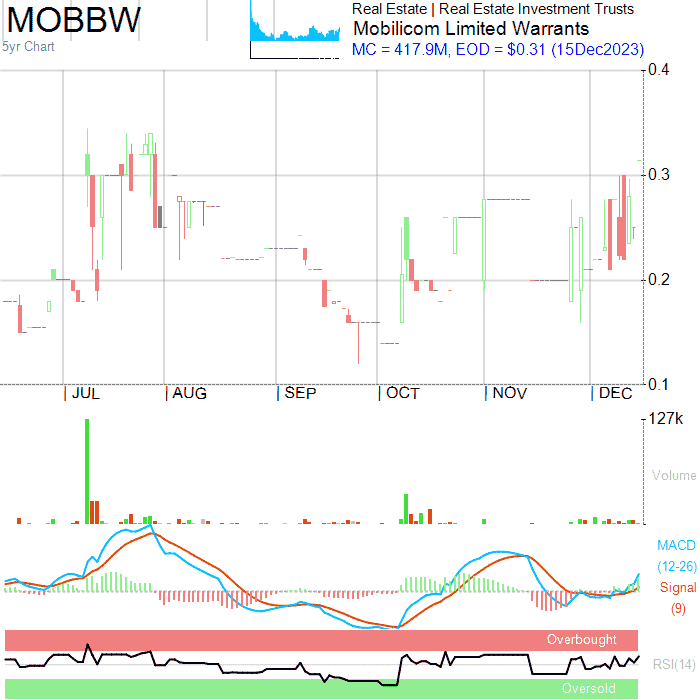 MOBBW
5yr Chart
Real Estate | Real Estate Investment Trusts
Mobilicom Limited Warrants
MC = 417.9M, EOD = $0.31 (15Dec2023)
0.4
0.3
0.2
0.1
| JUL | AUG | SEP | OCT | NOV | DEC
127k
Volume
MACD
(12-26)
Signal
(9)
Overbought
RSI(14)
Oversold